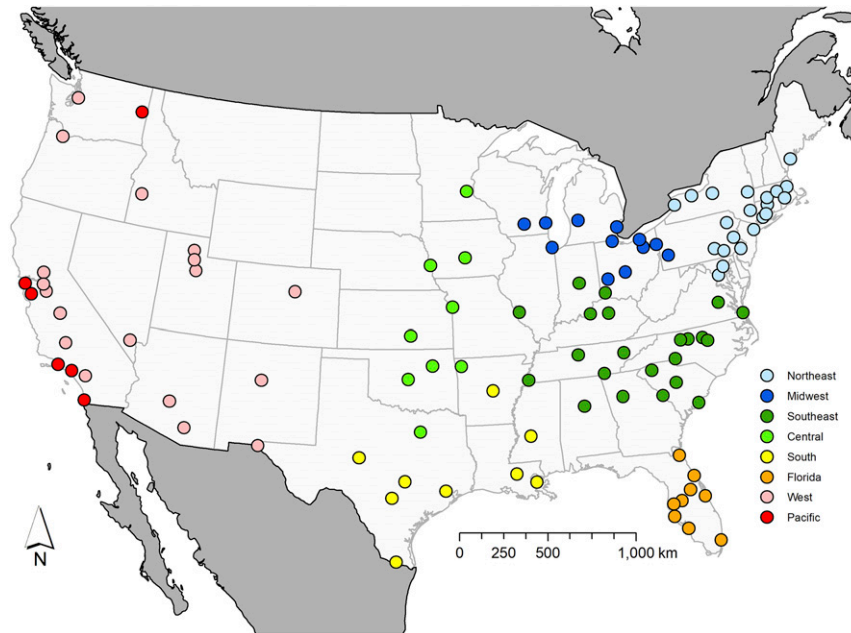 Northeast
Midwest
Southeast
Central
South
Florida
West
Pacific
N
0 250 500 1,000 km